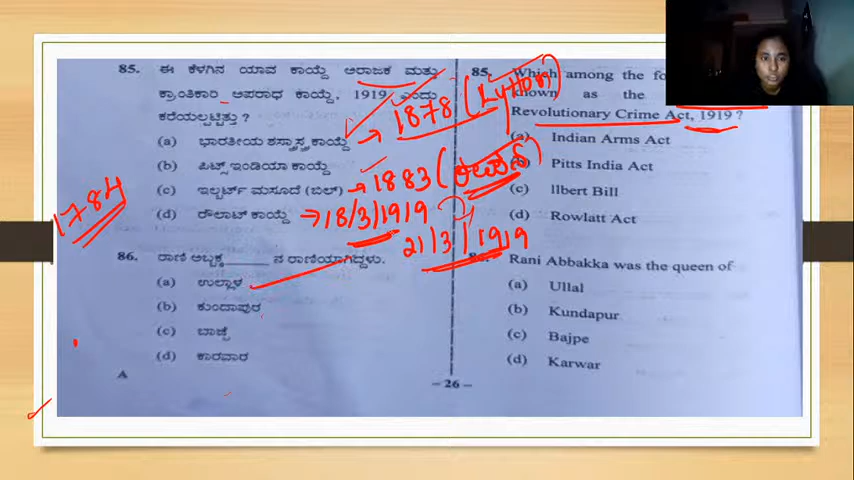 85. ಈ ಕೆಳಗಿನ ಯಾವ ಕಾಯ್ದೆ ಅರಾಜಕ ಮತ್ತು
ಕ್ರಾಂತಿಕಾರಿ ಅಪರಾಧ ಕಾಯ್ದೆ, 1919 ಎಂದು
ಕರೆಯಲ್ಪಟ್ಟಿತ್ತು ?
(a) ಭಾರತೀಯ ಶಸ್ತ್ರಾಸ್ತ್ರ ಕಾಯ್ದೆ → 1878 (Lytton)
(b) ಪಿಟ್ಸ್ ಇಂಡಿಯಾ ಕಾಯ್ದೆ
1784
(c) ಇಲ್ಬರ್ಟ್ ಮಸೂದೆ (ಬಿಲ್) → 1883 (
(d) ರೌಲಾಟ್ ಕಾಯ್ದೆ → 18/3/1919
21/3/1919
86. ರಾಣಿ ಅಬ್ಬಕ್ಕ ______ ನ ರಾಣಿಯಾಗಿದ್ದಳು.
(a) ಉಲ್ಲಾಳ
(b) ಕುಂದಾಪುರ
(c) ಬಾಜ್ಪೆ
(d) ಕಾರವಾರ
A
– 26 –
85. Which among the fo
known as the
Revolutionary Crime Act, 1919 ?
(a) Indian Arms Act
(b) Pitts India Act
(c) Ilbert Bill
(d) Rowlatt Act
Rani Abbakka was the queen of
(a) Ullal
(b) Kundapur
(c) Bajpe
(d) Karwar